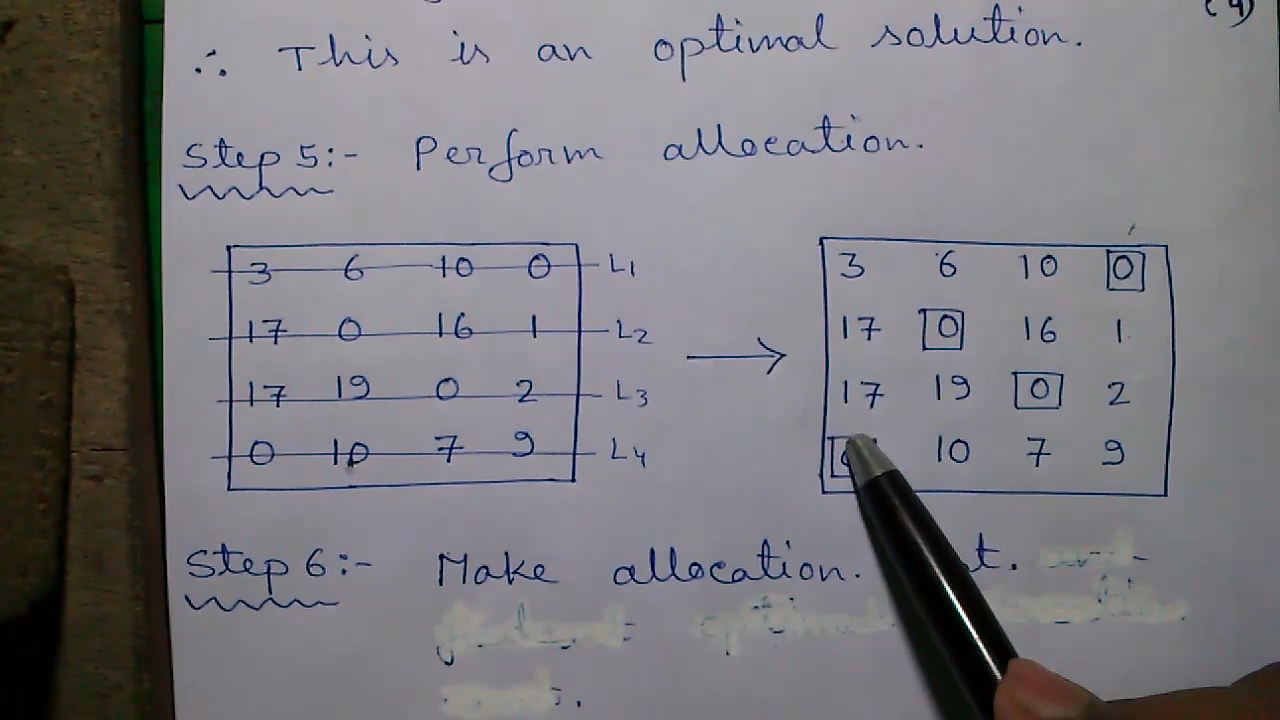 (4)
∴ This is an optimal solution.
Step 5:- Perform allocation.
3 6 10 0 L1
17 0 16 1 L2
17 19 0 2 L3
0 10 7 9 L4
→
3 6 10 0
17 0 16 1
17 19 0 2
10 7 9
Step 6:- Make allocation.